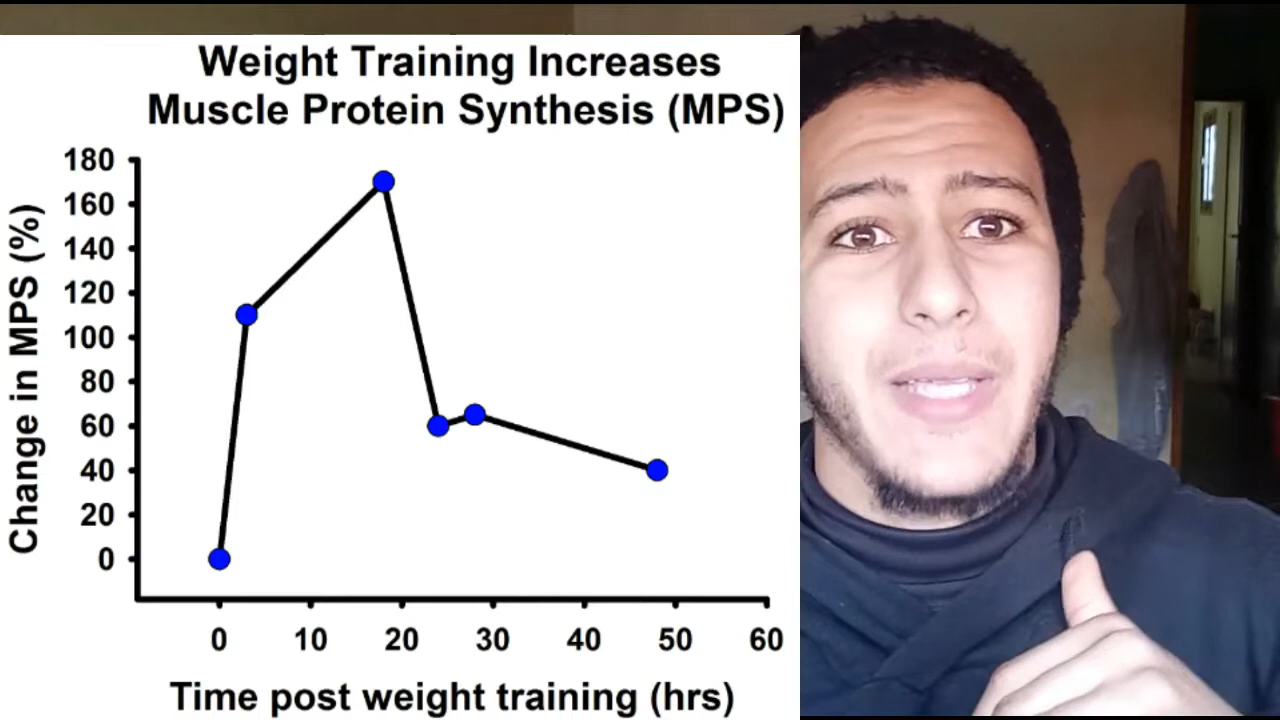 Weight Training Increases
Muscle Protein Synthesis (MPS)
Change in MPS (%)
180
160
140
120
100
80
60
40
20
0
0 10 20 30 40 50 60
Time post weight training (hrs)